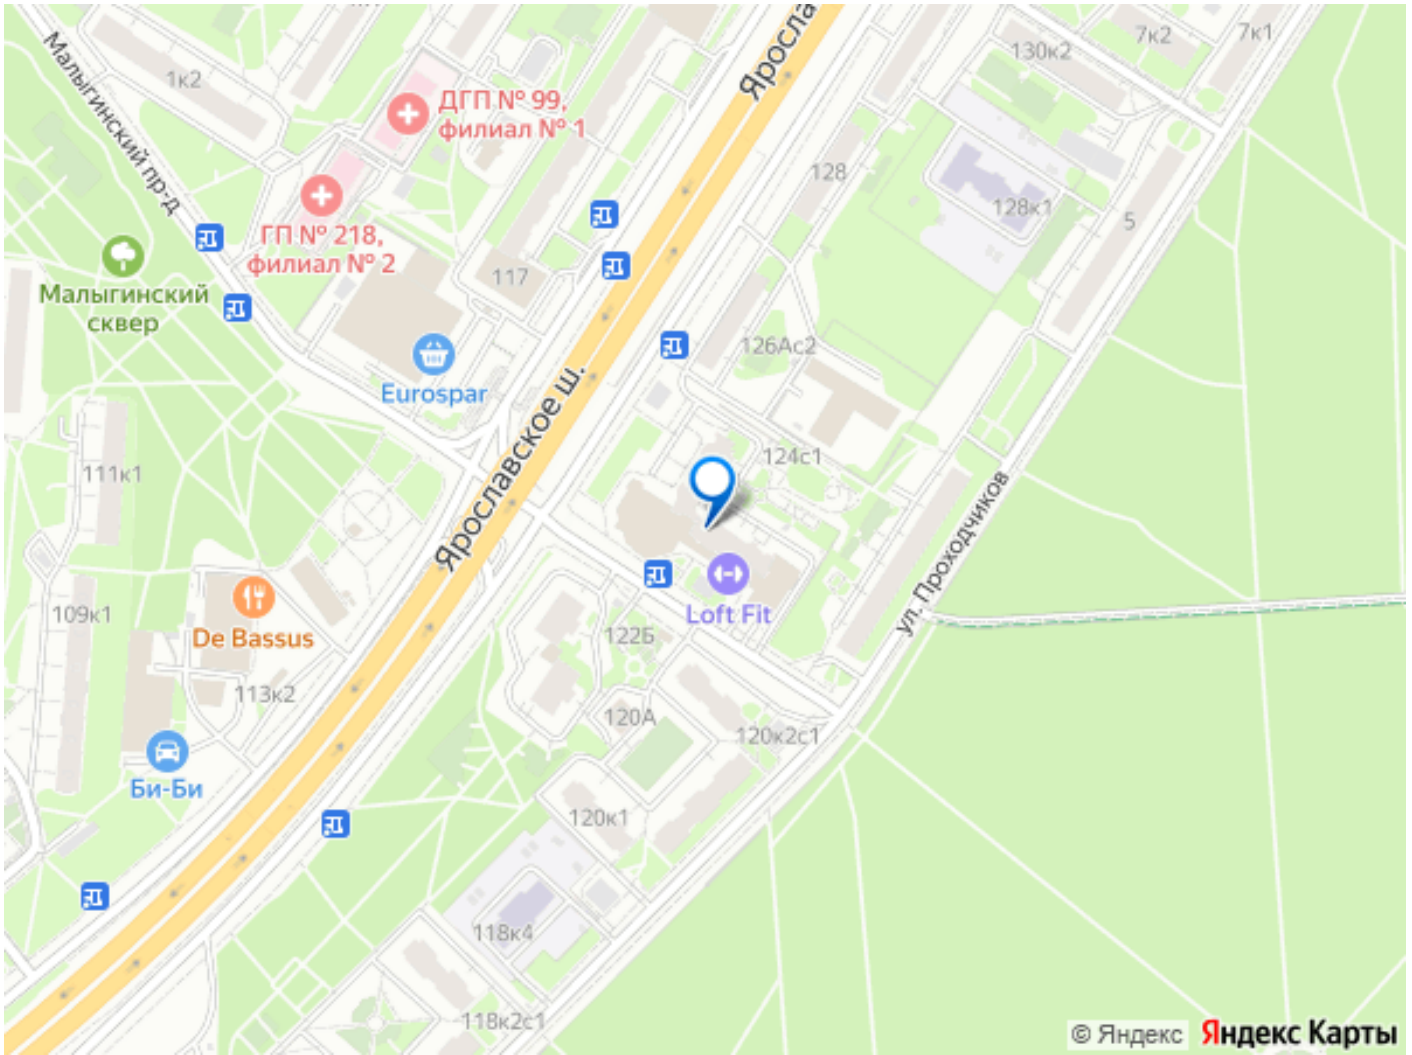 Яросла
130к2
7к2
7к1
1к2
Малыгинский пр-д
ДГП № 99,
филиал № 1
128
128к1
5
ГП № 218,
филиал № 2
117
Малыгинский
сквер
126Ас2
Eurospar
Ярославское ш.
124с1
111к1
ул. Проходчиков
Loft Fit
109к1
De Bassus
122Б
113к2
120А
120к2с1
Би-Би
120к1
118к4
118к2с1
© Яндекс
Яндекс Карты